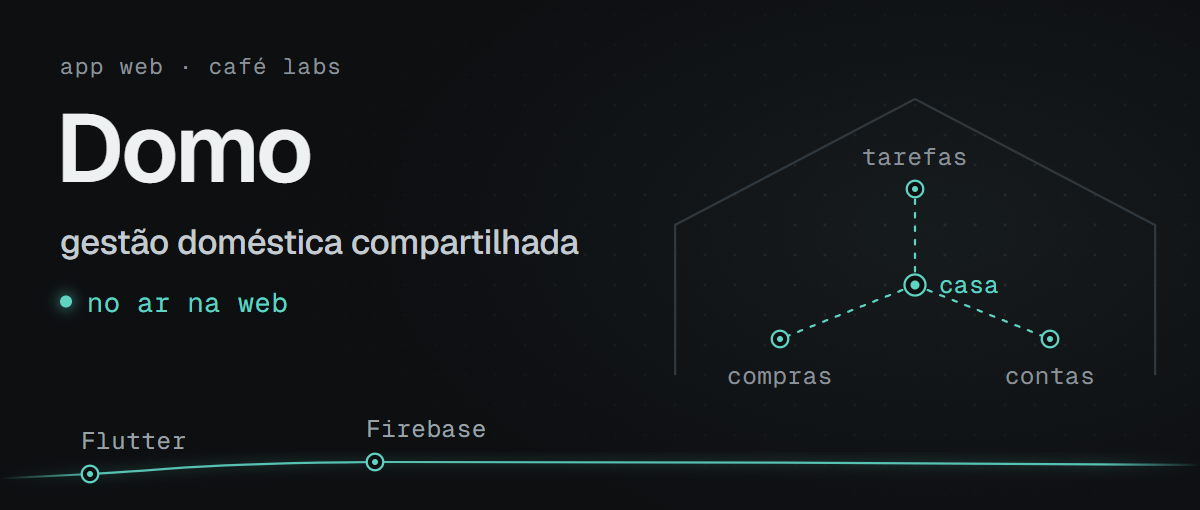 app web · café labs
Domo
gestão doméstica compartilhada
no ar na web
tarefas
casa
compras
contas
Flutter
Firebase